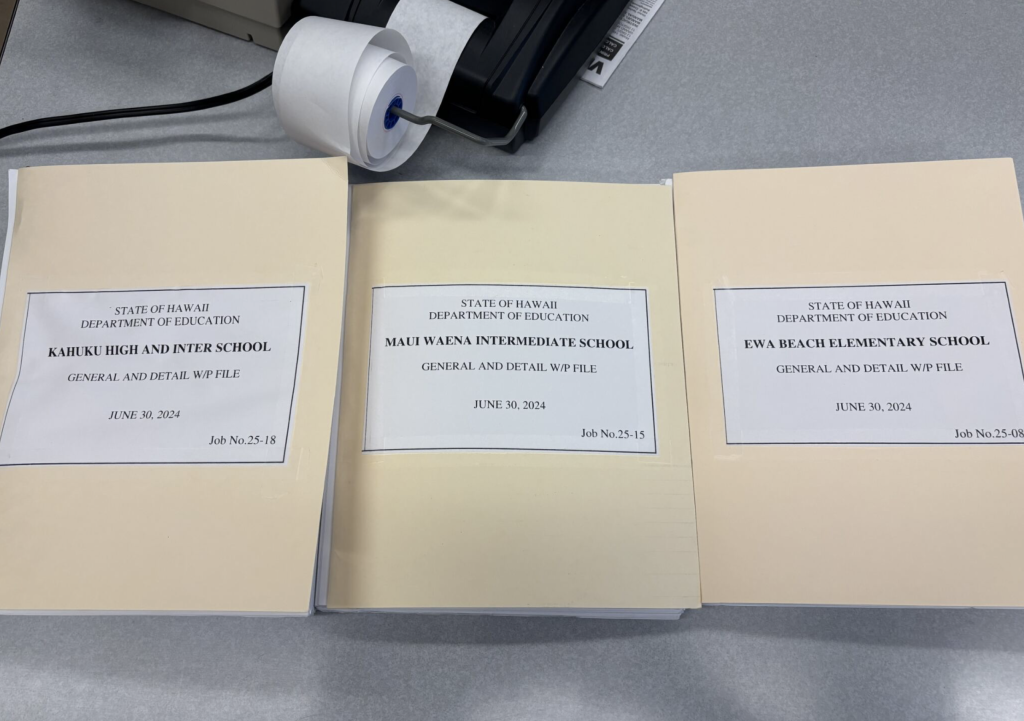 STATE OF HAWAII
DEPARTMENT OF EDUCATION
KAHUKU HIGH AND INTER SCHOOL
GENERAL AND DETAIL W/P FILE
JUNE 30, 2024
Job No.25-18
STATE OF HAWAII
DEPARTMENT OF EDUCATION
MAUI WAENA INTERMEDIATE SCHOOL
GENERAL AND DETAIL W/P FILE
JUNE 30, 2024
Job No.25-15
STATE OF HAWAII
DEPARTMENT OF EDUCATION
EWA BEACH ELEMENTARY SCHOOL
GENERAL AND DETAIL W/P FILE
JUNE 30, 2024
Job No.25-08